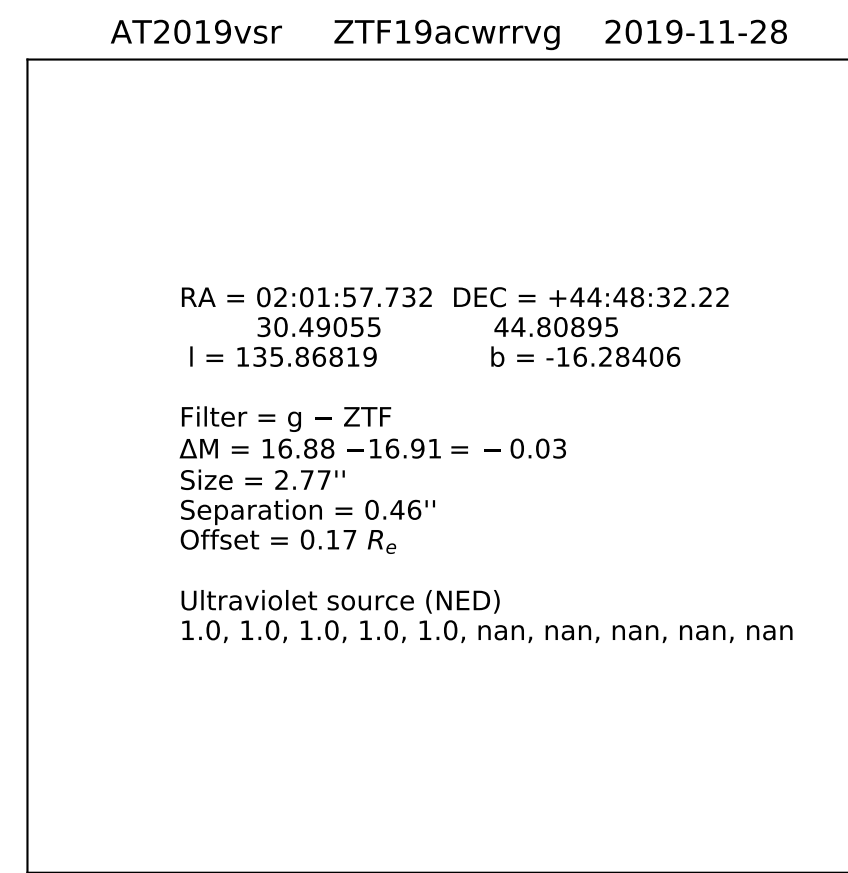 AT2019vsr ZTF19acwrrvg 2019-11-28
RA = 02:01:57.732 DEC = +44:48:32.22
30.49055 44.80895
l = 135.86819 b = -16.28406
Filter = g − ZTF
ΔM = 16.88 −16.91 = − 0.03
Size = 2.77''
Separation = 0.46''
Offset = 0.17 Re
Ultraviolet source (NED)
1.0, 1.0, 1.0, 1.0, 1.0, nan, nan, nan, nan, nan